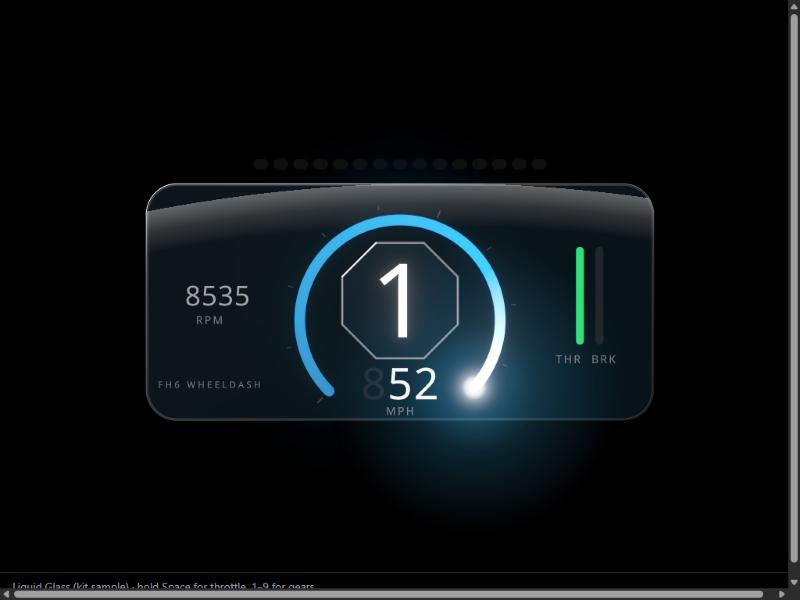 1
8535
RPM
852
MPH
THR BRK
FH6 WHEELDASH
Liquid Glass (kit sample) · hold Space for throttle, 1–9 for gears